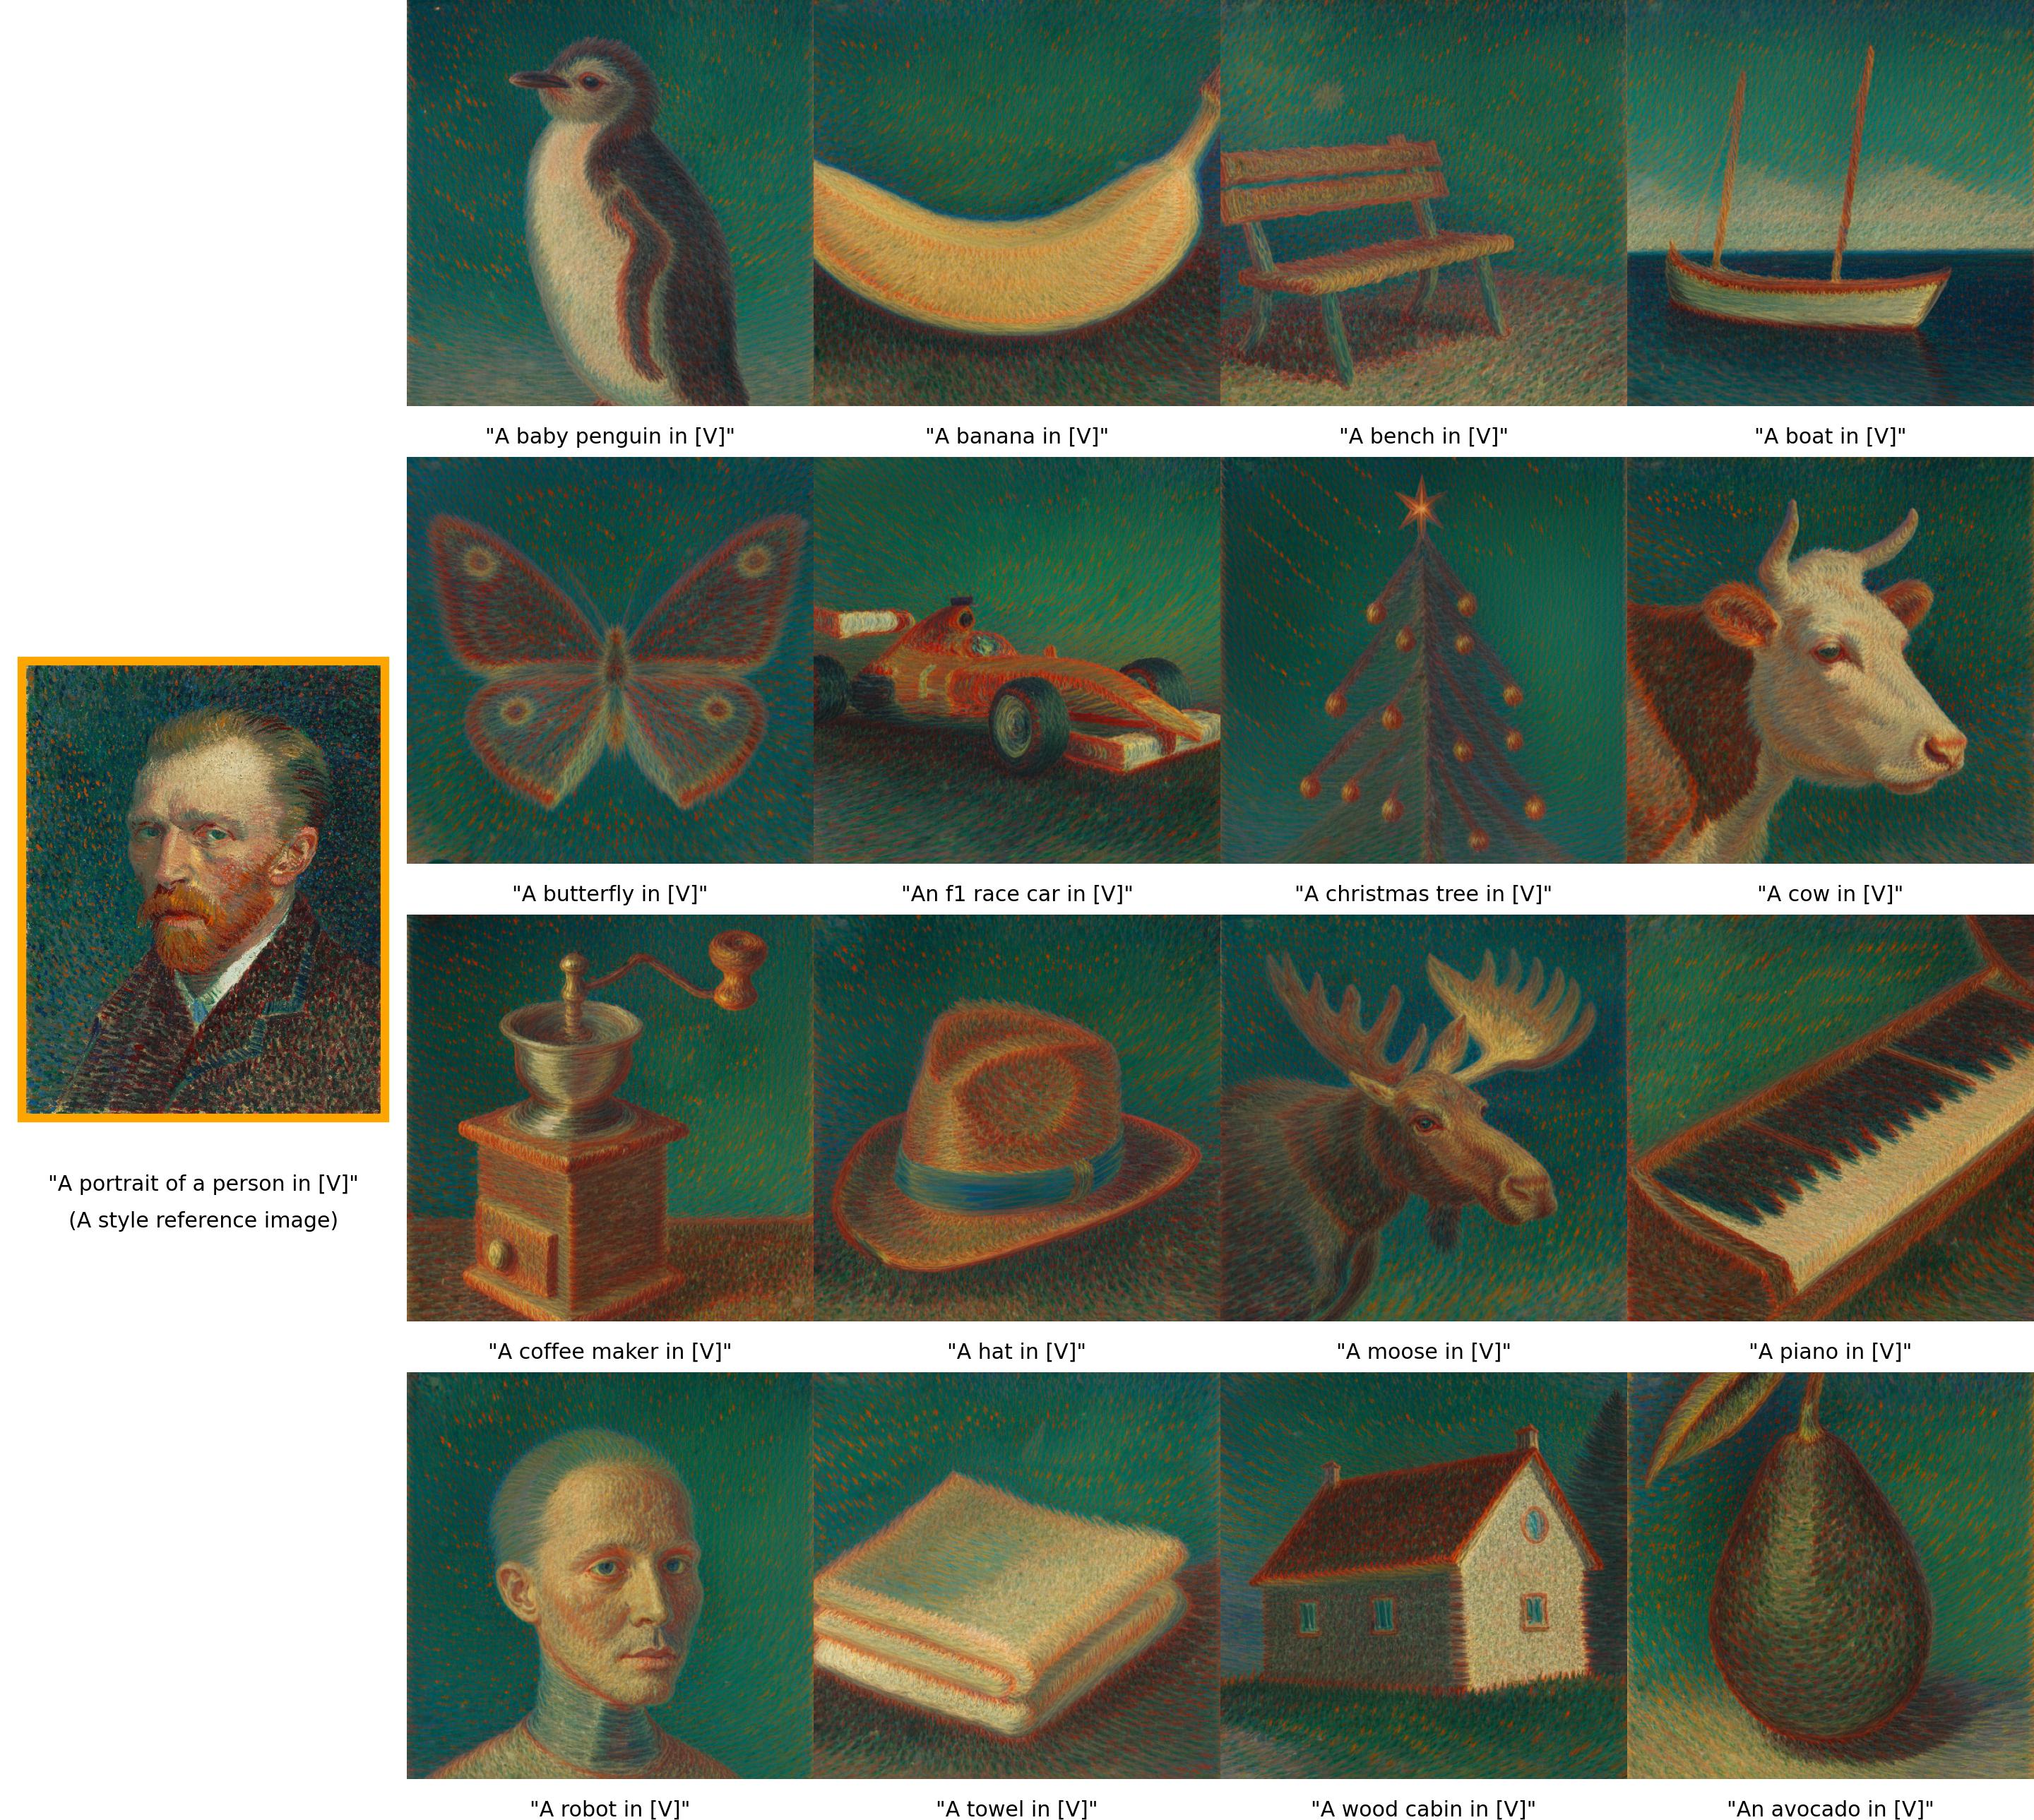 "A baby penguin in [V]"
"A banana in [V]"
"A bench in [V]"
"A boat in [V]"
"A butterfly in [V]"
"An f1 race car in [V]"
"A christmas tree in [V]"
"A cow in [V]"
"A portrait of a person in [V]"
(A style reference image)
"A coffee maker in [V]"
"A hat in [V]"
"A moose in [V]"
"A piano in [V]"
"A robot in [V]"
"A towel in [V]"
"A wood cabin in [V]"
"An avocado in [V]"